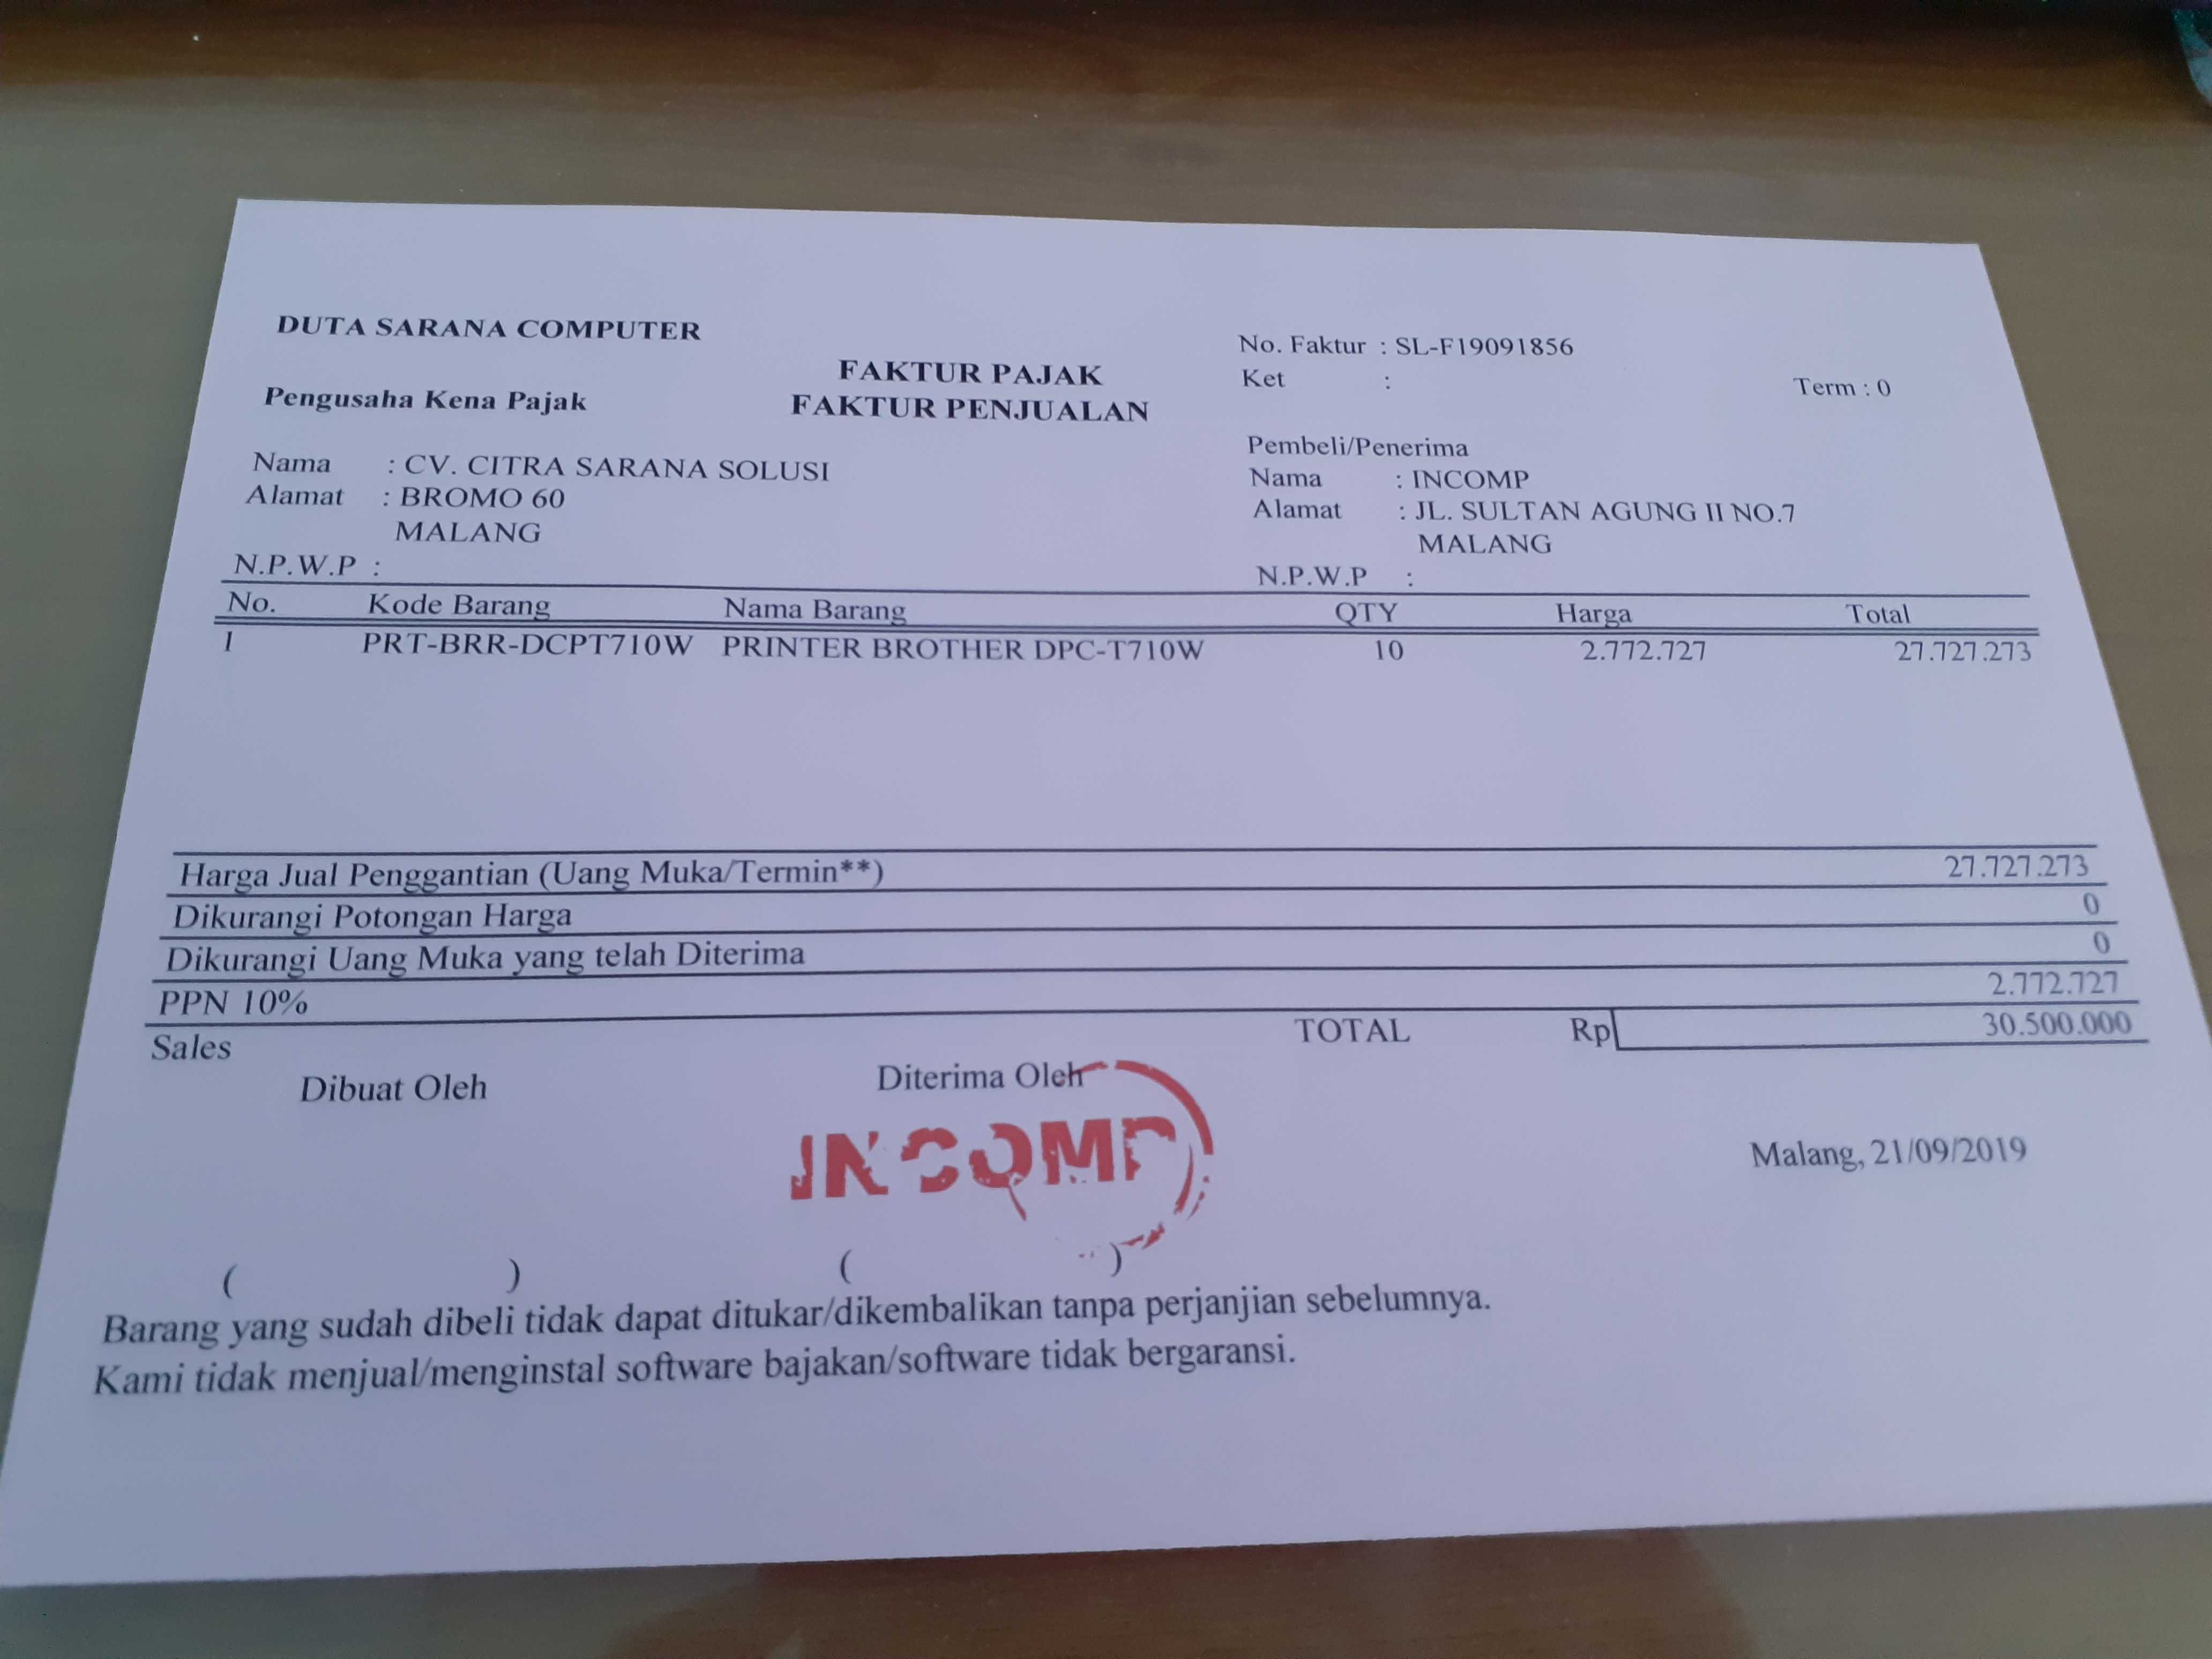 DUTA SARANA COMPUTER
FAKTUR PAJAK
FAKTUR PENJUALAN
Pengusaha Kena Pajak
Nama : CV. CITRA SARANA SOLUSI
Alamat : BROMO 60
MALANG
N.P.W.P :
No. Faktur : SL-F19091856
Ket :
Term : 0
Pembeli/Penerima
Nama : INCOMP
Alamat : JL. SULTAN AGUNG II NO.7
MALANG
N.P.W.P :
No. Kode Barang Nama Barang QTY Harga Total
1 PRT-BRR-DCPT710W PRINTER BROTHER DPC-T710W 10 2.772.727 27.727.273
Harga Jual Penggantian (Uang Muka/Termin**) 27.727.273
Dikurangi Potongan Harga 0
Dikurangi Uang Muka yang telah Diterima 0
PPN 10% 2.772.727
Sales TOTAL Rp 30.500.000
Dibuat Oleh Diterima Oleh
INCOMP
Malang, 21/09/2019
( ) ( )
Barang yang sudah dibeli tidak dapat ditukar/dikembalikan tanpa perjanjian sebelumnya.
Kami tidak menjual/menginstal software bajakan/software tidak bergaransi.